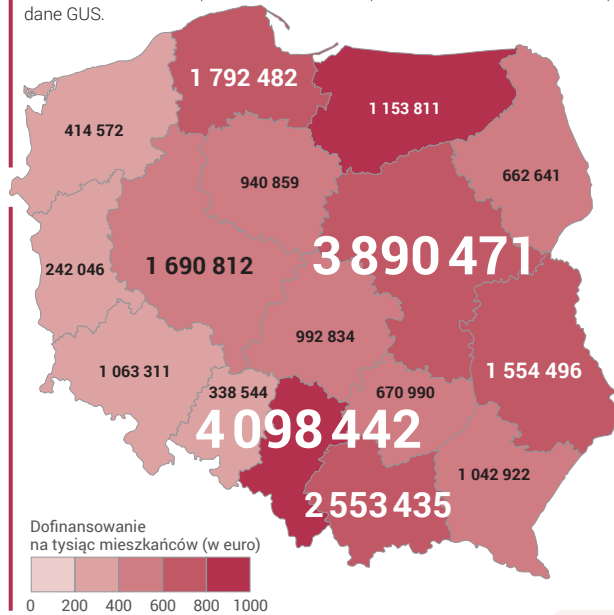 dane GUS.
1 792 482
1 153 811
414 572
662 641
940 859
3 890 471
1 690 812
242 046
992 834
1 554 496
1 063 311
338 544
670 990
4 098 442
1 042 922
2 553 435
Dofinansowanie
na tysiąc mieszkańców (w euro)
0 200 400 600 800 1000